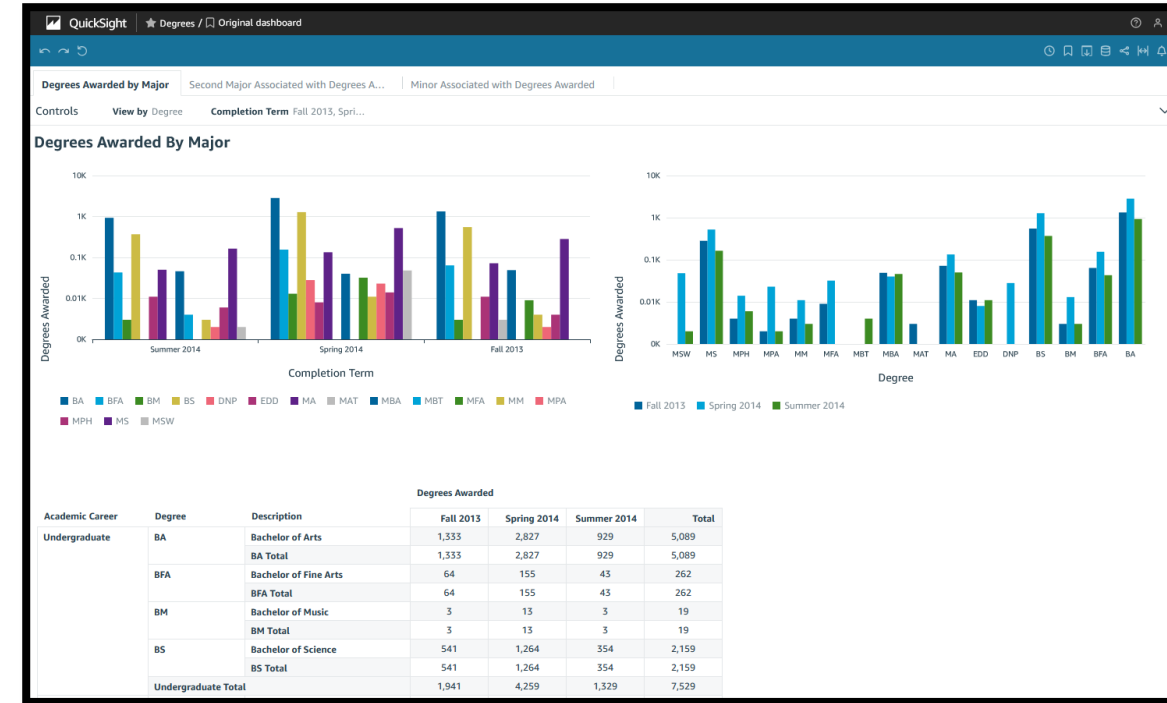 QuickSight Degrees / Original dashboard
Degrees Awarded by Major Second Major Associated with Degrees A... Minor Associated with Degrees Awarded
Controls View by Degree Completion Term Fall 2013, Spri...
Degrees Awarded By Major
10K
1K
0.1K
0.01K
0K
Degrees Awarded
Summer 2014 Spring 2014 Fall 2013
Completion Term
BA BFA BM BS DNP EDD MA MAT MBA MBT MFA MM MPA
MPH MS MSW
10K
1K
0.1K
0.01K
0K
Degrees Awarded
MSW MS MPH MPA MM MFA MBT MBA MAT MA EDD DNP BS BM BFA BA
Degree
Fall 2013 Spring 2014 Summer 2014
Degrees Awarded
Academic Career Degree Description Fall 2013 Spring 2014 Summer 2014 Total
Undergraduate BA Bachelor of Arts 1,333 2,827 929 5,089
BA Total 1,333 2,827 929 5,089
BFA Bachelor of Fine Arts 64 155 43 262
BFA Total 64 155 43 262
BM Bachelor of Music 3 13 3 19
BM Total 3 13 3 19
BS Bachelor of Science 541 1,264 354 2,159
BS Total 541 1,264 354 2,159
Undergraduate Total 1,941 4,259 1,329 7,529